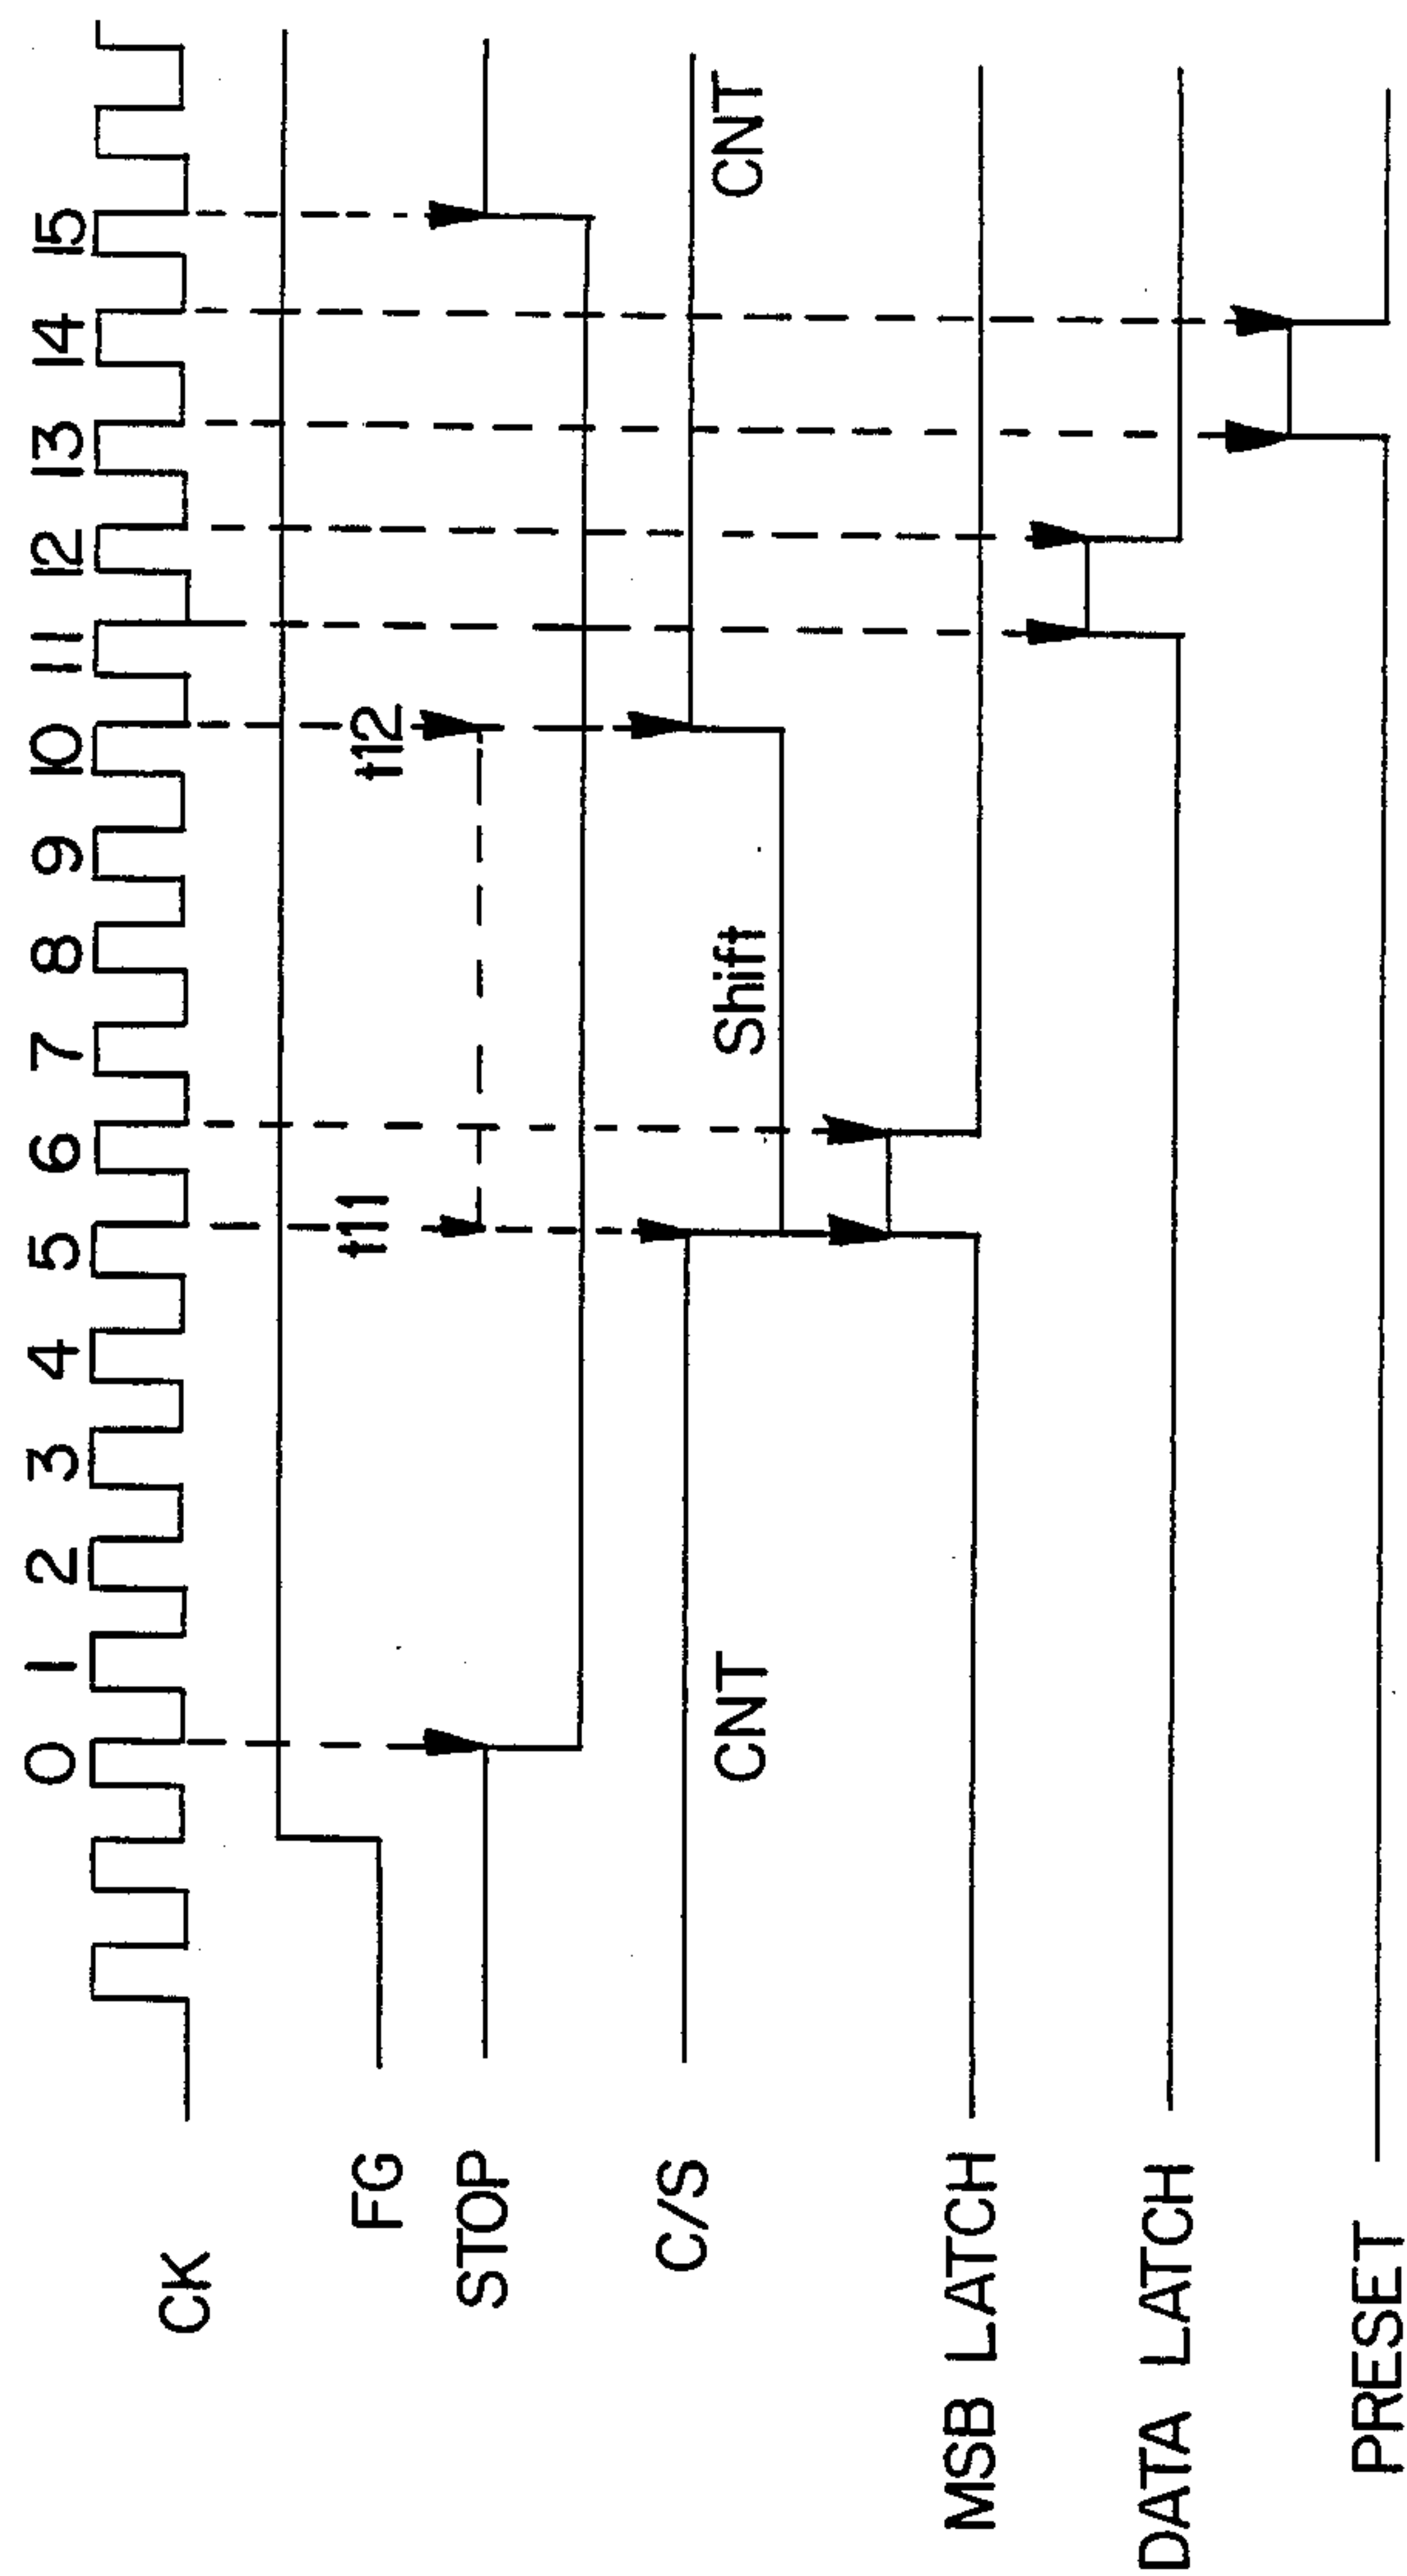 0 1 2 3 4 5 6 7 8 9 10 11 12 13 14 15
CK
FG
t11 t12
STOP
C/S
CNT Shift CNT
MSB LATCH
DATA LATCH
PRESET